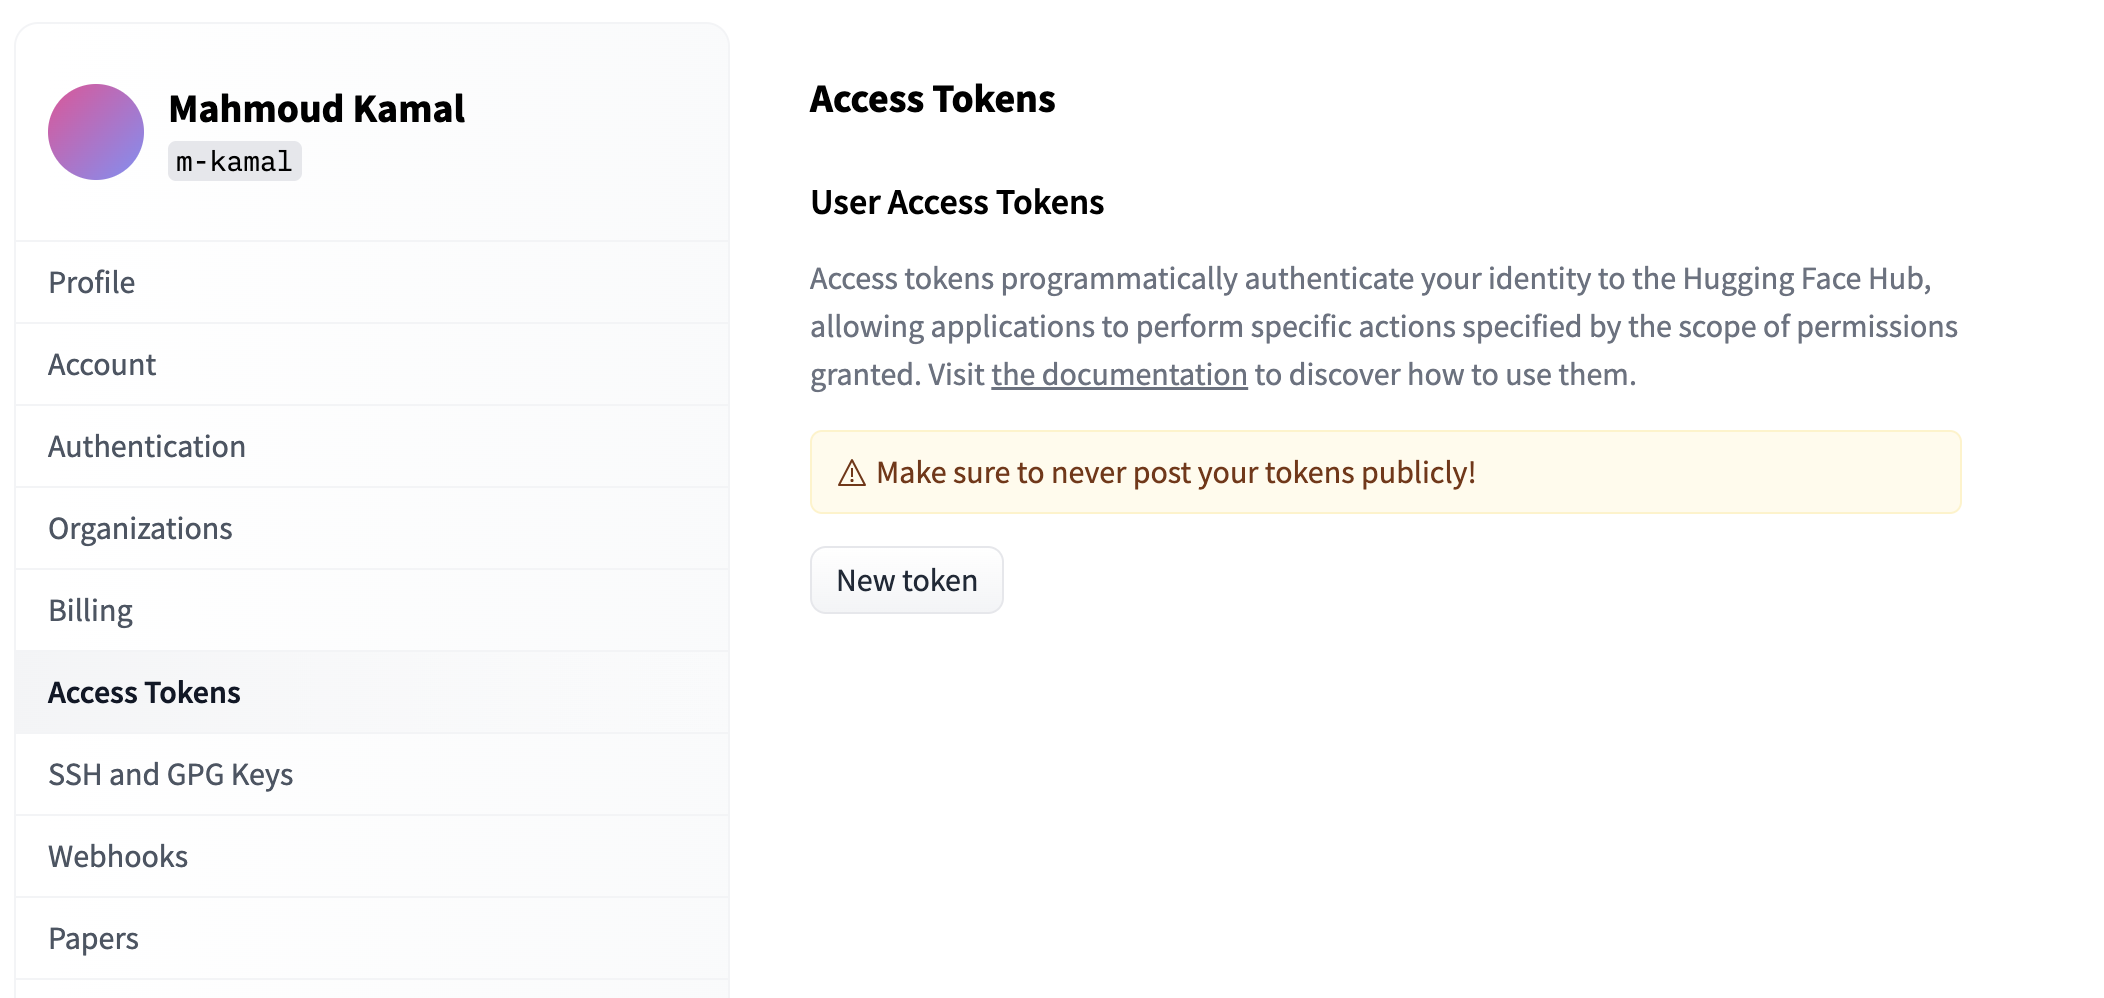 Mahmoud Kamal
m-kamal
Profile
Account
Authentication
Organizations
Billing
Access Tokens
SSH and GPG Keys
Webhooks
Papers
Access Tokens
User Access Tokens
Access tokens programmatically authenticate your identity to the Hugging Face Hub,
allowing applications to perform specific actions specified by the scope of permissions
granted. Visit the documentation to discover how to use them.
⚠ Make sure to never post your tokens publicly!
New token